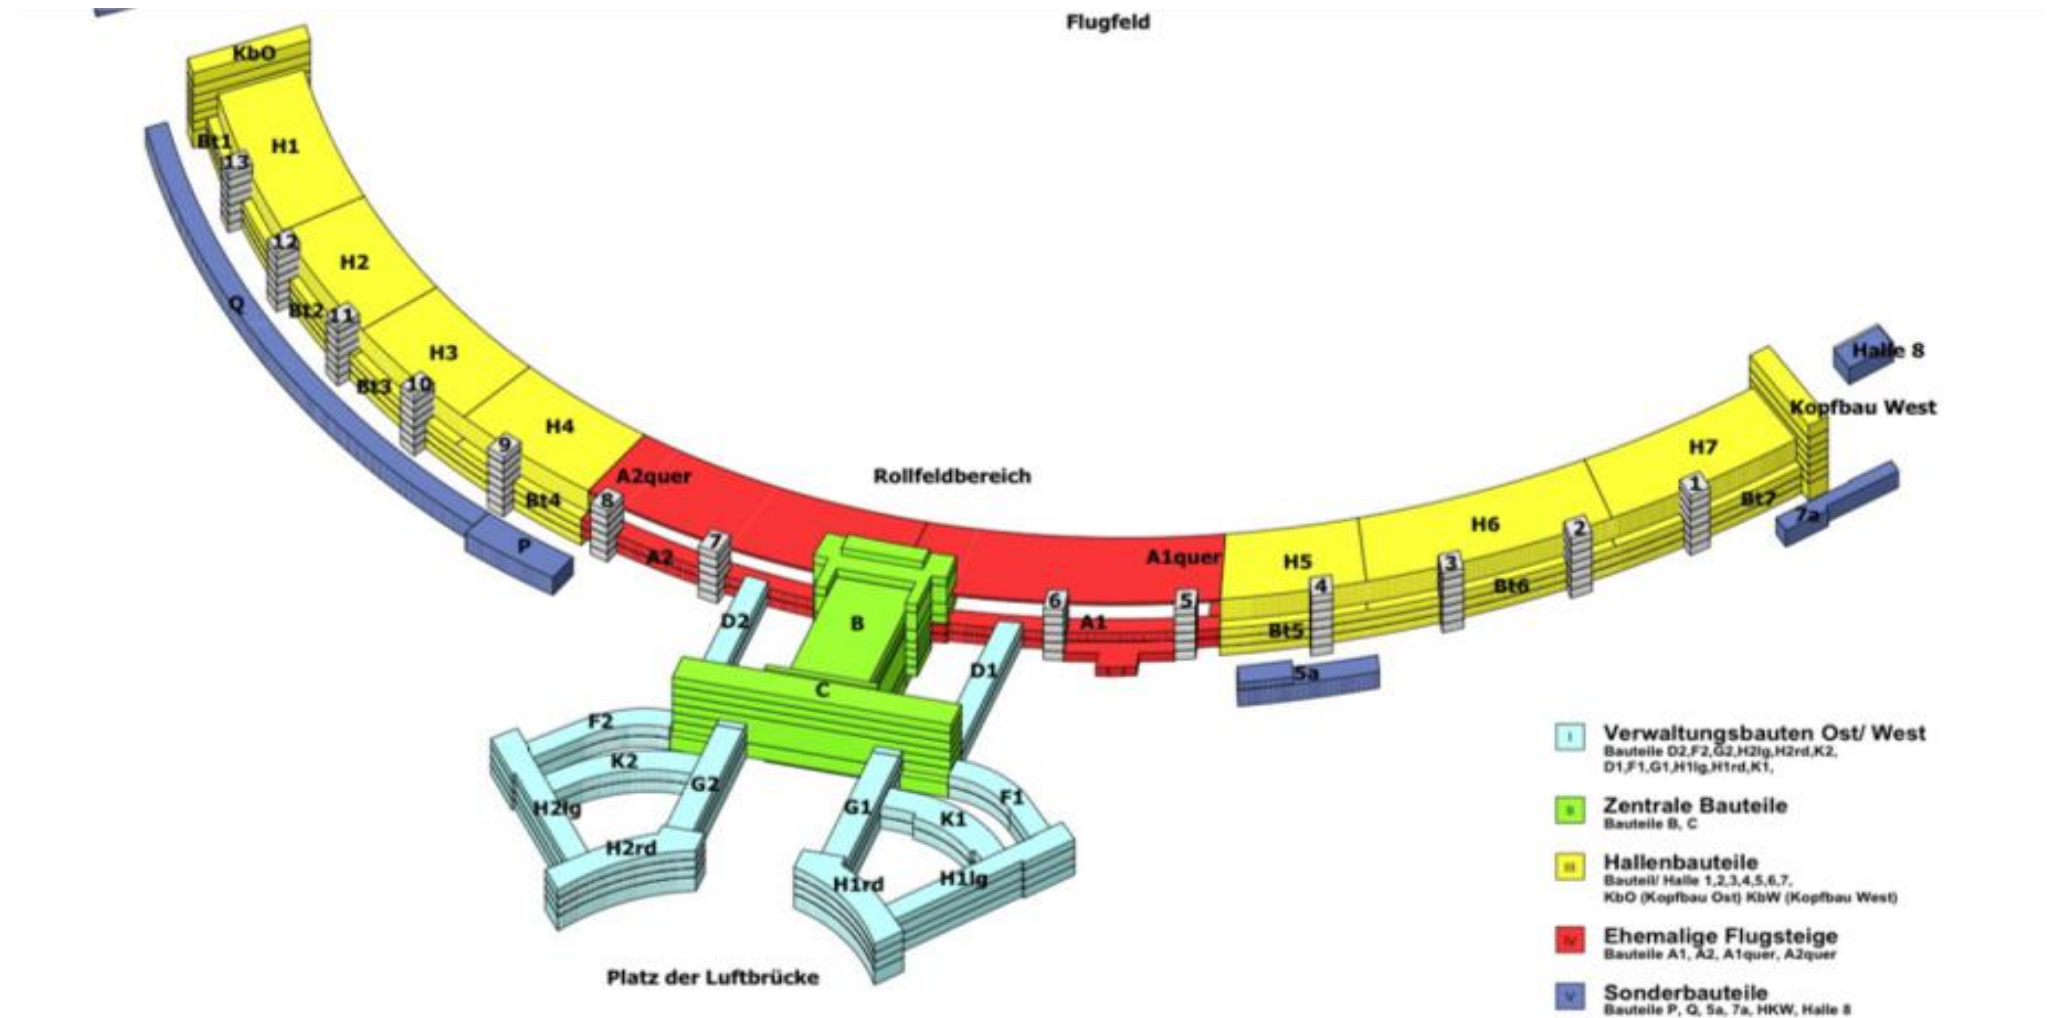 Flugfeld
KbO
Bt1
H1
13
12
H2
Q
Bt2
11
H3
Bt3
10
H4
9
A2quer
Rollfeldbereich
Bt4
8
P
A2
7
B
D2
C
6
A1
5
A1quer
D1
H5
4
Bt5
5a
H6
3
Bt6
2
H7
1
Bt7
7a
Halle 8
Kopfbau West
F2
K2
G2
H2lg
H2rd
G1
K1
F1
H1rd
H1lg
Platz der Luftbrücke
I
Verwaltungsbauten Ost/ West
Bauteile D2,F2,G2,H2lg,H2rd,K2,
D1,F1,G1,H1lg,H1rd,K1,
II
Zentrale Bauteile
Bauteile B, C
III
Hallenbauteile
Bauteil/ Halle 1,2,3,4,5,6,7,
KbO (Kopfbau Ost) KbW (Kopfbau West)
IV
Ehemalige Flugsteige
Bauteile A1, A2, A1quer, A2quer
V
Sonderbauteile
Bauteile P, Q, 5a, 7a, HKW, Halle 8